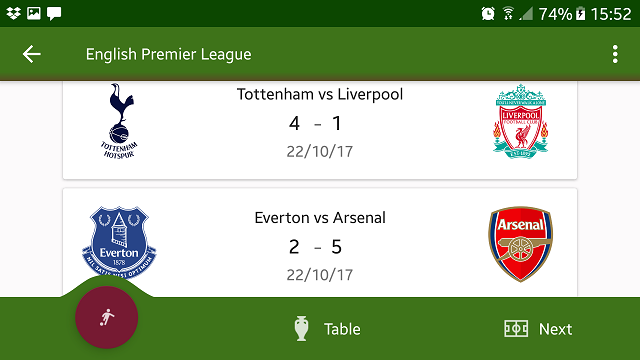 74% 15:52
English Premier League
Tottenham vs Liverpool
4 - 1
22/10/17
TOTTENHAM
HOTSPUR
YOU'LL NEVER WALK ALONE
LIVERPOOL
FOOTBALL CLUB
EST·1892
Everton vs Arsenal
2 - 5
22/10/17
Everton
1878
NIL SATIS NISI OPTIMUM
Arsenal
Table
Next